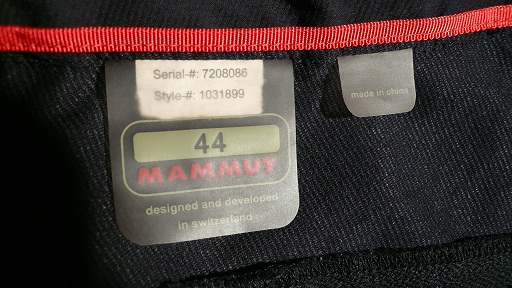 Serial-#: 7208086
Style-#: 1031899
44
MAMMUT
designed and developed
in switzerland
made in china